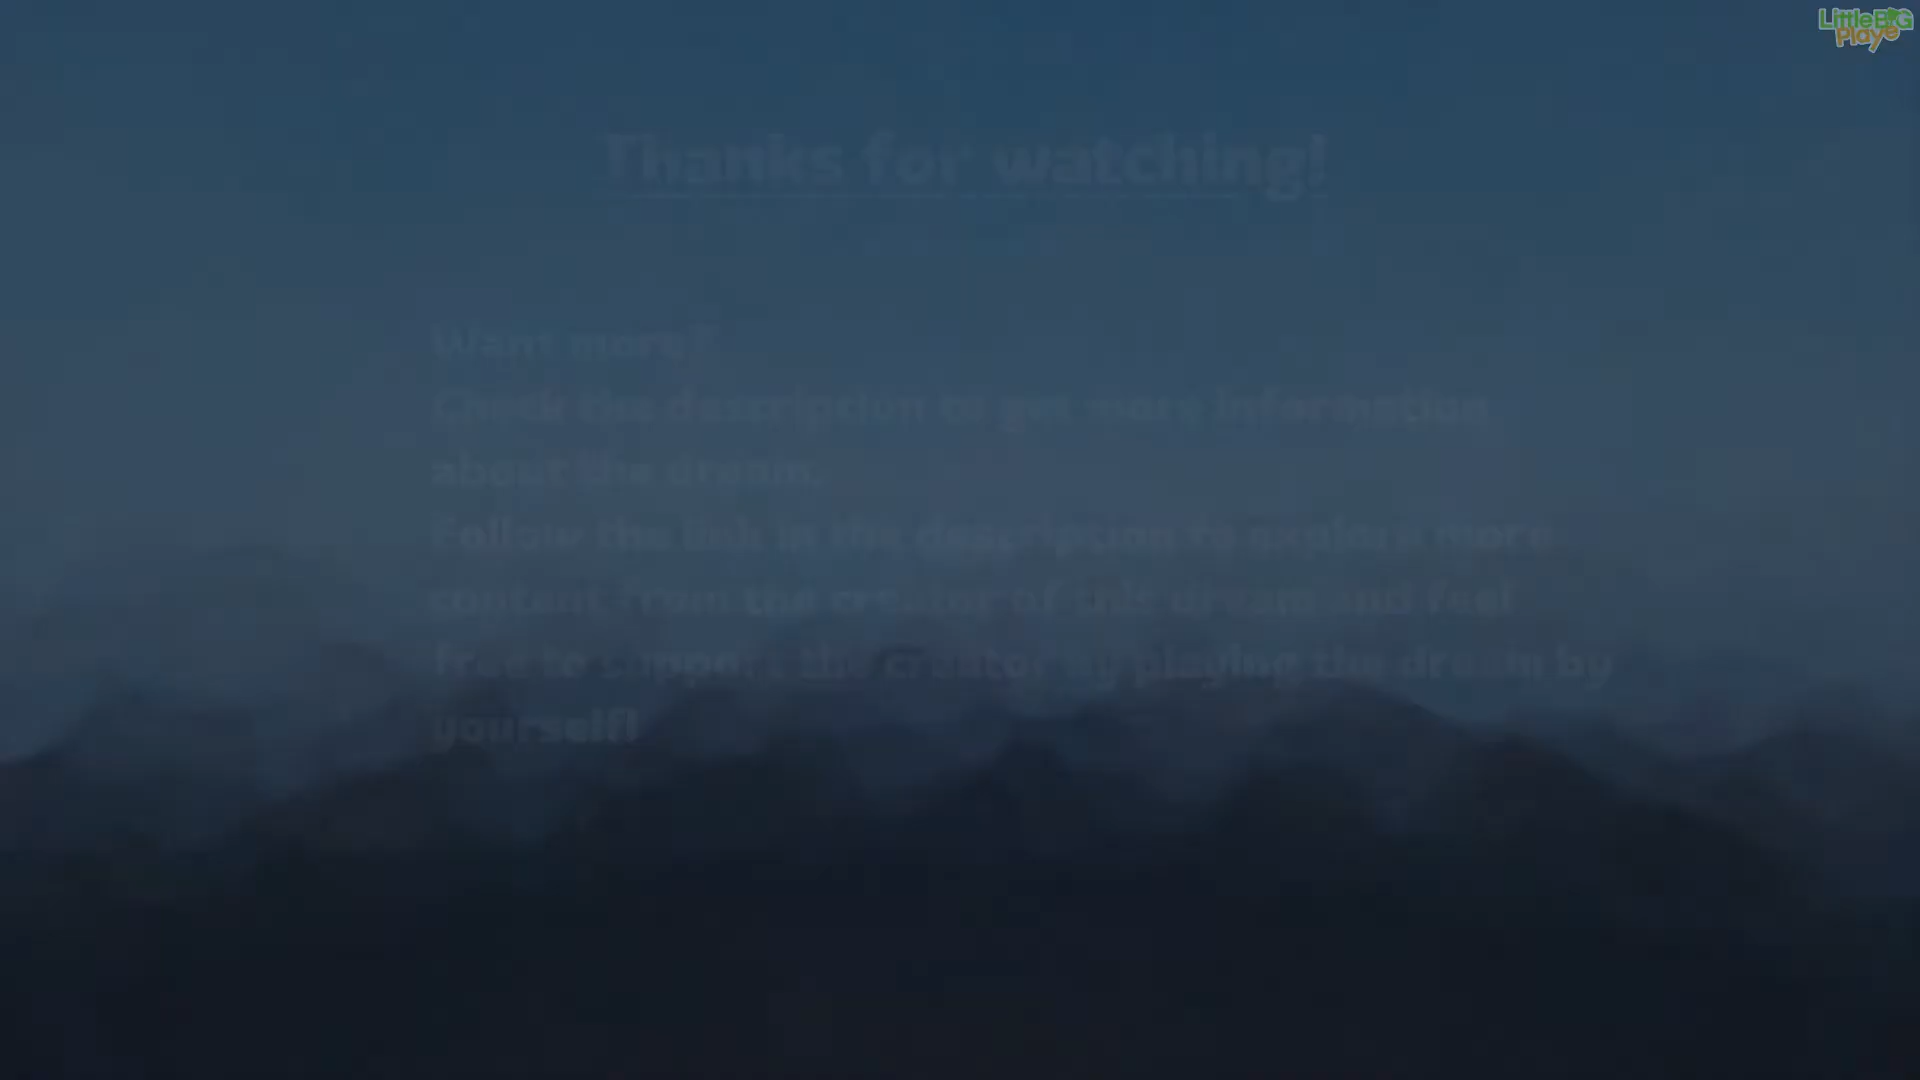 LittleBIG
Playe
Thanks for watching!
Want more?
Check the description to get more information
about the dream.
Follow the link in the description to explore more
content from the creator of this dream and feel
free to support the creator by playing the dream by
yourself!